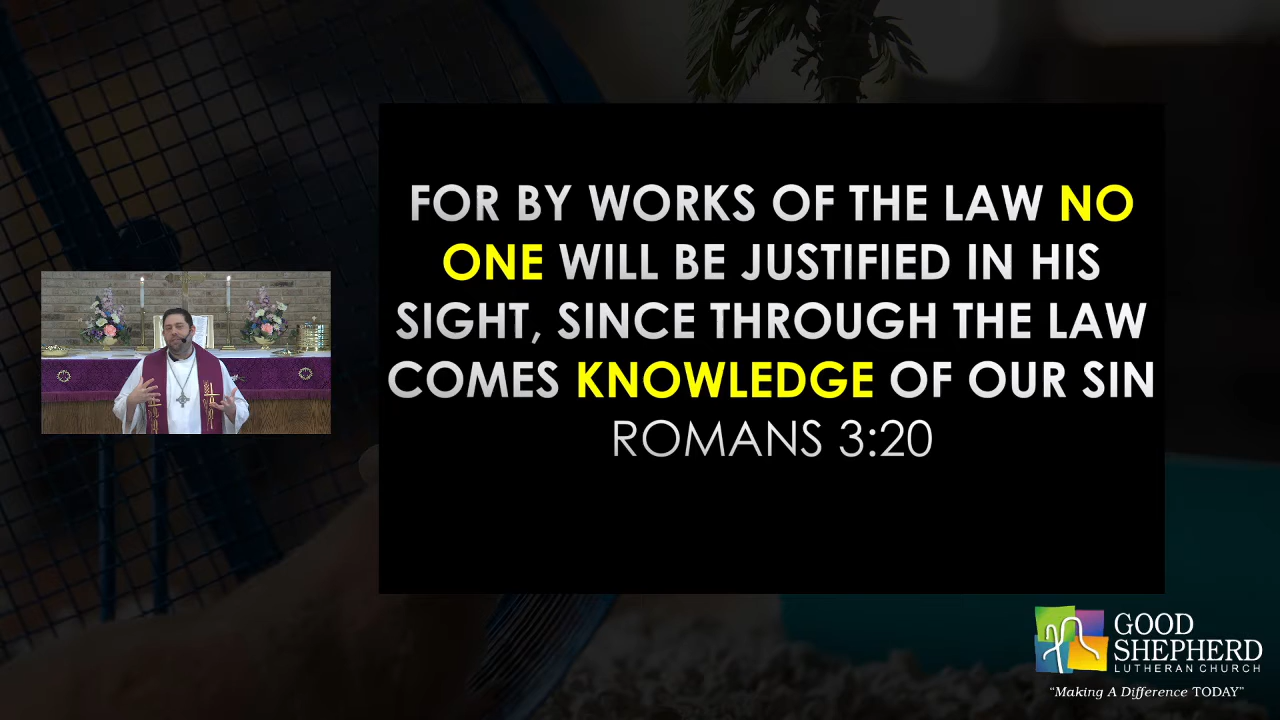 FOR BY WORKS OF THE LAW NO
ONE WILL BE JUSTIFIED IN HIS
SIGHT, SINCE THROUGH THE LAW
COMES KNOWLEDGE OF OUR SIN
ROMANS 3:20
GOOD
SHEPHERD
LUTHERAN CHURCH
"Making A Difference TODAY"